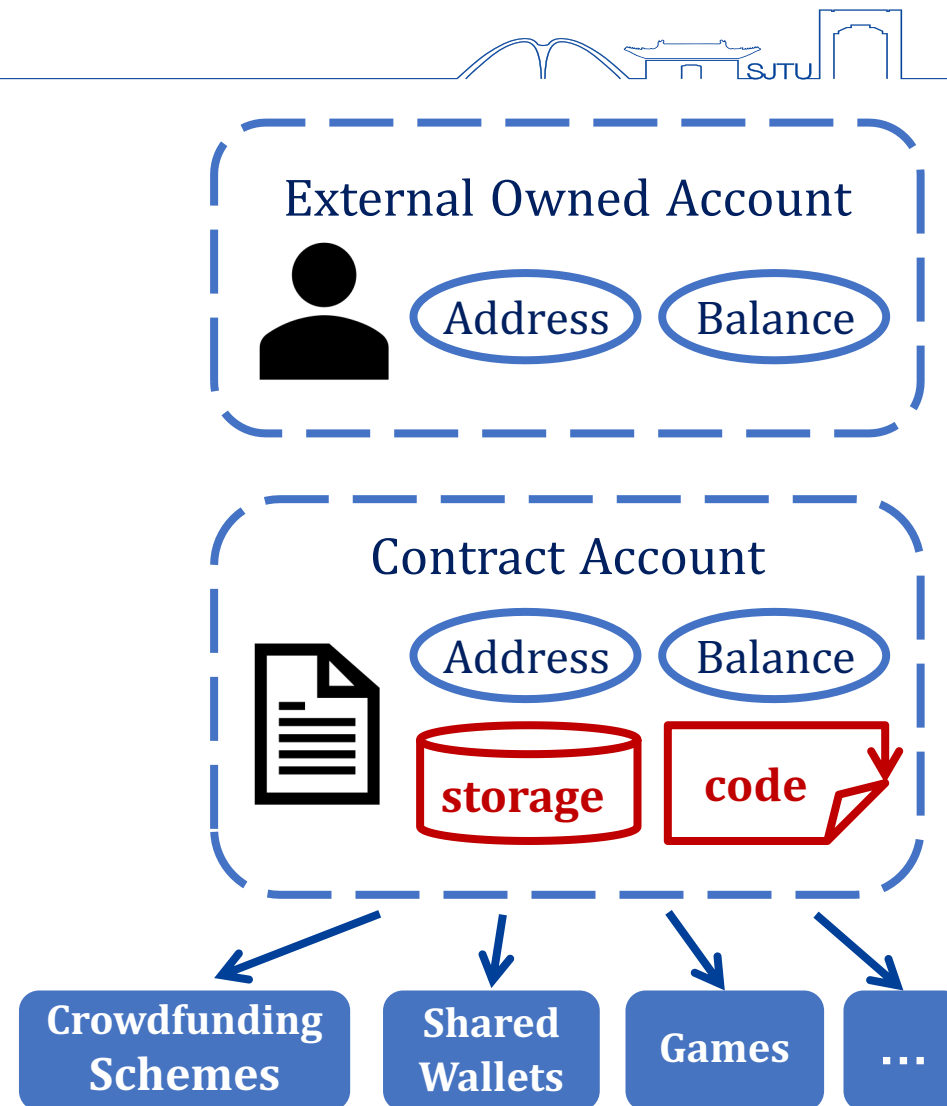 SJTU
External Owned Account
Address
Balance
Contract Account
Address
Balance
storage
code
Crowdfunding
Schemes
Shared
Wallets
Games
...